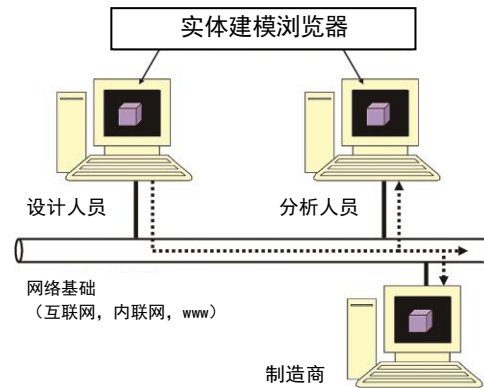 实体建模浏览器
设计人员
分析人员
网络基础
（互联网，内联网，www）
制造商